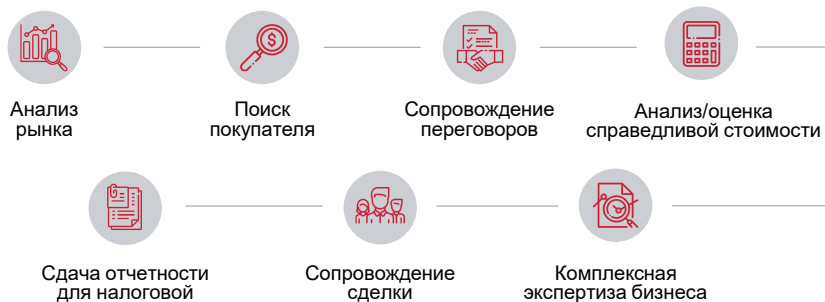 Анализ
рынка
Поиск
покупателя
Сопровождение
переговоров
Анализ/оценка
справедливой стоимости
Сдача отчетности
для налоговой
Сопровождение
сделки
Комплексная
экспертиза бизнеса